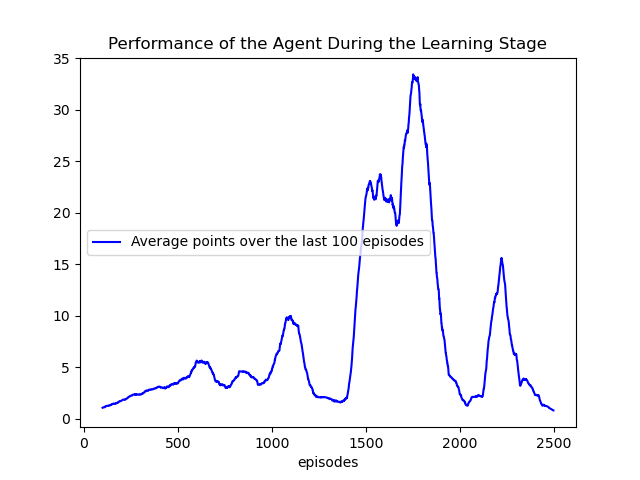 Performance of the Agent During the Learning Stage
35
30
25
20
15
10
5
0
Average points over the last 100 episodes
0 500 1000 1500 2000 2500
episodes